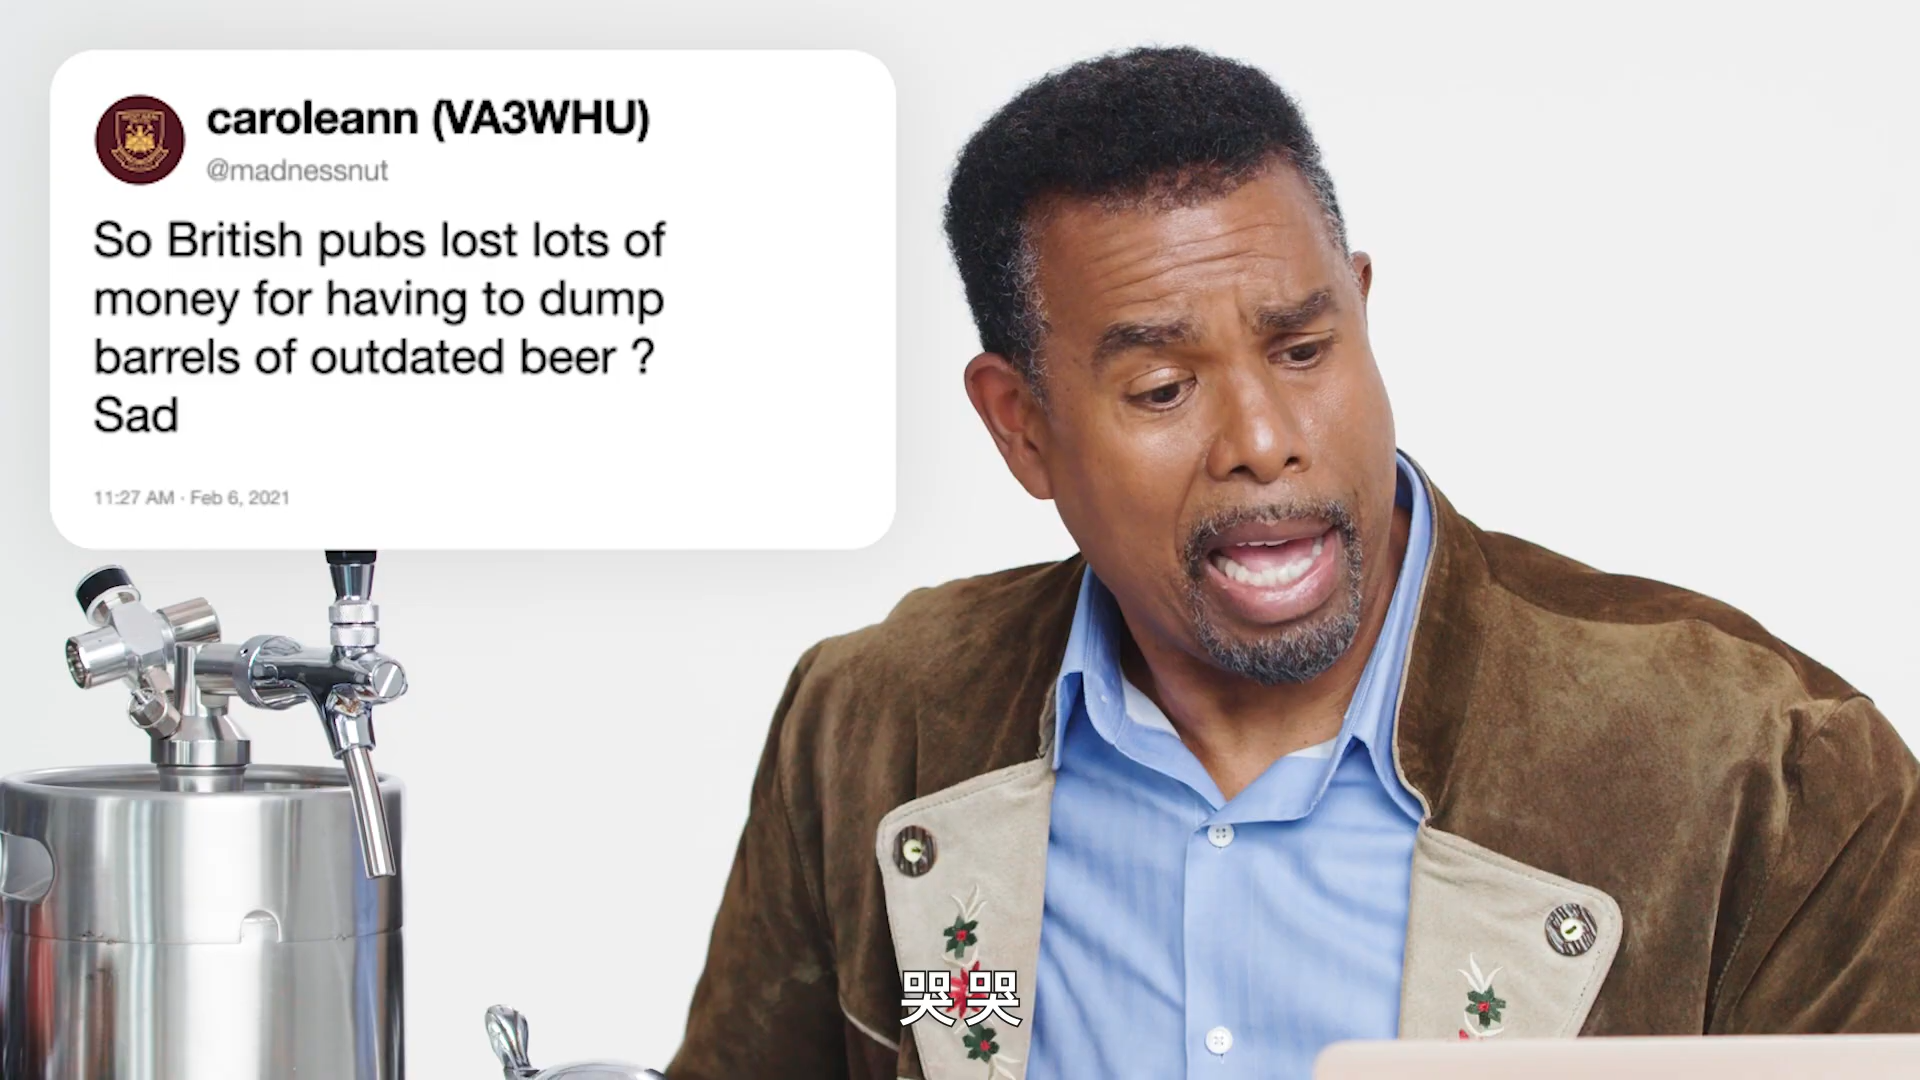 caroleann (VA3WHU)
@madnessnut
So British pubs lost lots of
money for having to dump
barrels of outdated beer ?
Sad
11:27 AM · Feb 6, 2021
哭哭